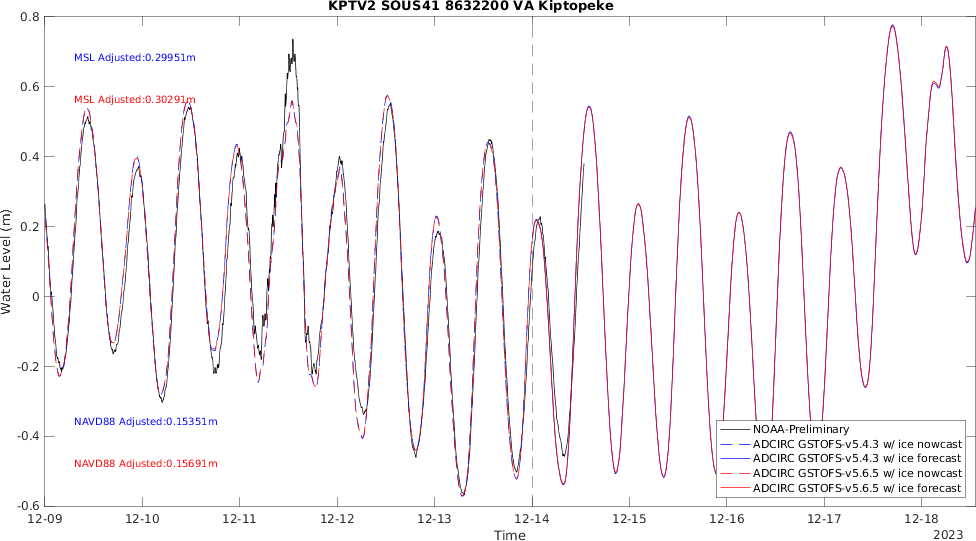 KPTV2 SOUS41 8632200 VA Kiptopeke
0.8
0.6
0.4
0.2
0
-0.2
-0.4
-0.6
Water Level (m)
MSL Adjusted:0.29951m
MSL Adjusted:0.30291m
NAVD88 Adjusted:0.15351m
NAVD88 Adjusted:0.15691m
NOAA-Preliminary
ADCIRC GSTOFS-v5.4.3 w/ ice nowcast
ADCIRC GSTOFS-v5.4.3 w/ ice forecast
ADCIRC GSTOFS-v5.6.5 w/ ice nowcast
ADCIRC GSTOFS-v5.6.5 w/ ice forecast
12-09 12-10 12-11 12-12 12-13 12-14 12-15 12-16 12-17 12-18
Time
2023